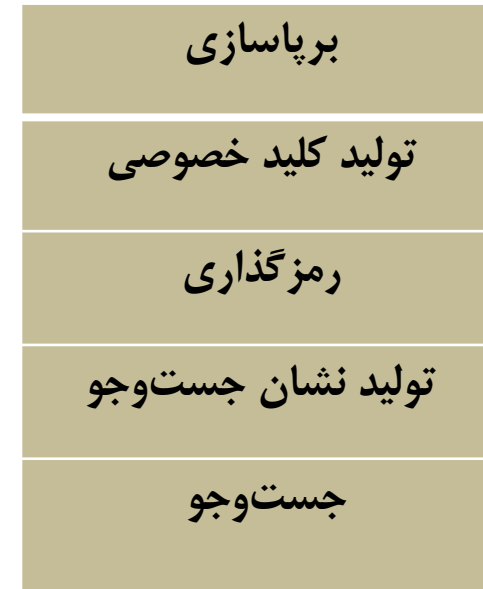 برپاسازی
تولید کلید خصوصی
رمزگذاری
تولید نشان جست‌وجو
جست‌وجو